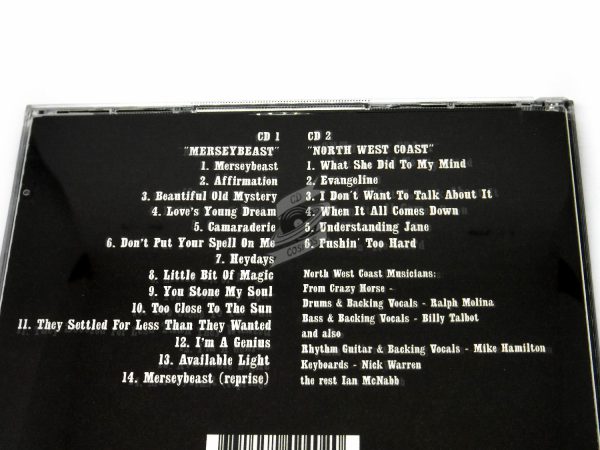 CD 1
"MERSEYBEAST"
1. Merseybeast
2. Affirmation
3. Beautiful Old Mystery
4. Love's Young Dream
5. Camaraderie
6. Don't Put Your Spell On Me
7. Heydays
8. Little Bit Of Magic
9. You Stone My Soul
10. Too Close To The Sun
11. They Settled For Less Than They Wanted
12. I'm A Genius
13. Available Light
14. Merseybeast (reprise)
CD 2
"NORTH WEST COAST"
1. What She Did To My Mind
2. Evangeline
3. I Don't Want To Talk About It
4. When It All Comes Down
5. Understanding Jane
6. Pushin' Too Hard
North West Coast Musicians:
From Crazy Horse -
Drums & Backing Vocals - Ralph Molina
Bass & Backing Vocals - Billy Talbot
and also
Rhythm Guitar & Backing Vocals - Mike Hamilton
Keyboards - Nick Warren
the rest Ian McNabb